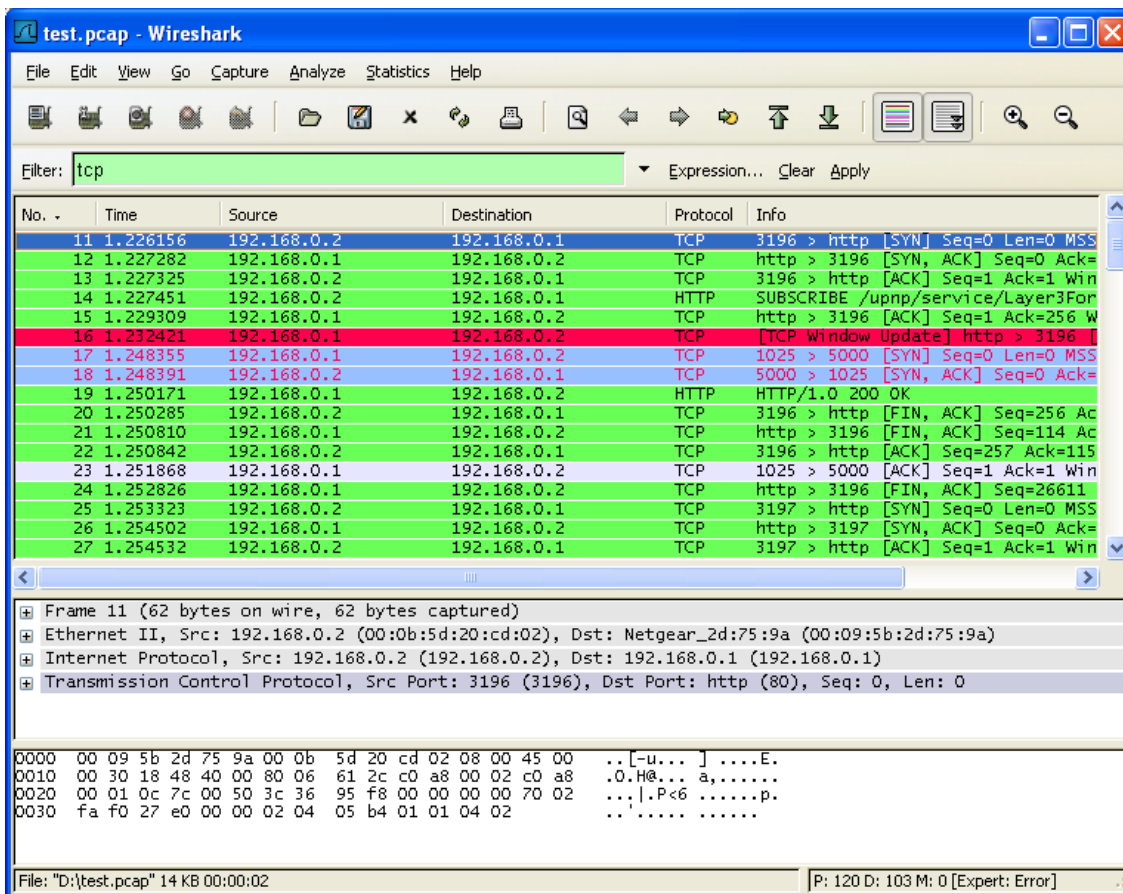 test.pcap - Wireshark
File Edit View Go Capture Analyze Statistics Help
Filter: tcp Expression... Clear Apply
No. Time Source Destination Protocol Info
11 1.226156 192.168.0.2 192.168.0.1 TCP 3196 > http [SYN] Seq=0 Len=0 MSS
12 1.227282 192.168.0.1 192.168.0.2 TCP http > 3196 [SYN, ACK] Seq=0 Ack=
13 1.227325 192.168.0.2 192.168.0.1 TCP 3196 > http [ACK] Seq=1 Ack=1 Win
14 1.227451 192.168.0.2 192.168.0.1 HTTP SUBSCRIBE /upnp/service/Layer3For
15 1.229309 192.168.0.1 192.168.0.2 TCP http > 3196 [ACK] Seq=1 Ack=256 W
16 1.232421 192.168.0.1 192.168.0.2 TCP [TCP Window Update] http > 3196 [
17 1.248355 192.168.0.1 192.168.0.2 TCP 1025 > 5000 [SYN] Seq=0 Len=0 MSS
18 1.248391 192.168.0.2 192.168.0.1 TCP 5000 > 1025 [SYN, ACK] Seq=0 Ack=
19 1.250171 192.168.0.1 192.168.0.2 HTTP HTTP/1.0 200 OK
20 1.250285 192.168.0.2 192.168.0.1 TCP 3196 > http [FIN, ACK] Seq=256 Ac
21 1.250810 192.168.0.1 192.168.0.2 TCP http > 3196 [FIN, ACK] Seq=114 Ac
22 1.250842 192.168.0.2 192.168.0.1 TCP 3196 > http [ACK] Seq=257 Ack=115
23 1.251868 192.168.0.1 192.168.0.2 TCP 1025 > 5000 [ACK] Seq=1 Ack=1 Win
24 1.252826 192.168.0.1 192.168.0.2 TCP http > 3196 [FIN, ACK] Seq=26611
25 1.253323 192.168.0.2 192.168.0.1 TCP 3197 > http [SYN] Seq=0 Len=0 MSS
26 1.254502 192.168.0.1 192.168.0.2 TCP http > 3197 [SYN, ACK] Seq=0 Ack=
27 1.254532 192.168.0.2 192.168.0.1 TCP 3197 > http [ACK] Seq=1 Ack=1 Win
Frame 11 (62 bytes on wire, 62 bytes captured)
Ethernet II, Src: 192.168.0.2 (00:0b:5d:20:cd:02), Dst: Netgear_2d:75:9a (00:09:5b:2d:75:9a)
Internet Protocol, Src: 192.168.0.2 (192.168.0.2), Dst: 192.168.0.1 (192.168.0.1)
Transmission Control Protocol, Src Port: 3196 (3196), Dst Port: http (80), Seq: 0, Len: 0
0000 00 09 5b 2d 75 9a 00 0b 5d 20 cd 02 08 00 45 00 ..[-u... ] ....E.
0010 00 30 18 48 40 00 80 06 61 2c c0 a8 00 02 c0 a8 .0.H@... a,......
0020 00 01 0c 7c 00 50 3c 36 95 f8 00 00 00 00 70 02 ...|.P<6 ......p.
0030 fa f0 27 e0 00 00 02 04 05 b4 01 01 04 02 ..'..... ......
File: "D:\test.pcap" 14 KB 00:00:02 P: 120 D: 103 M: 0 [Expert: Error]